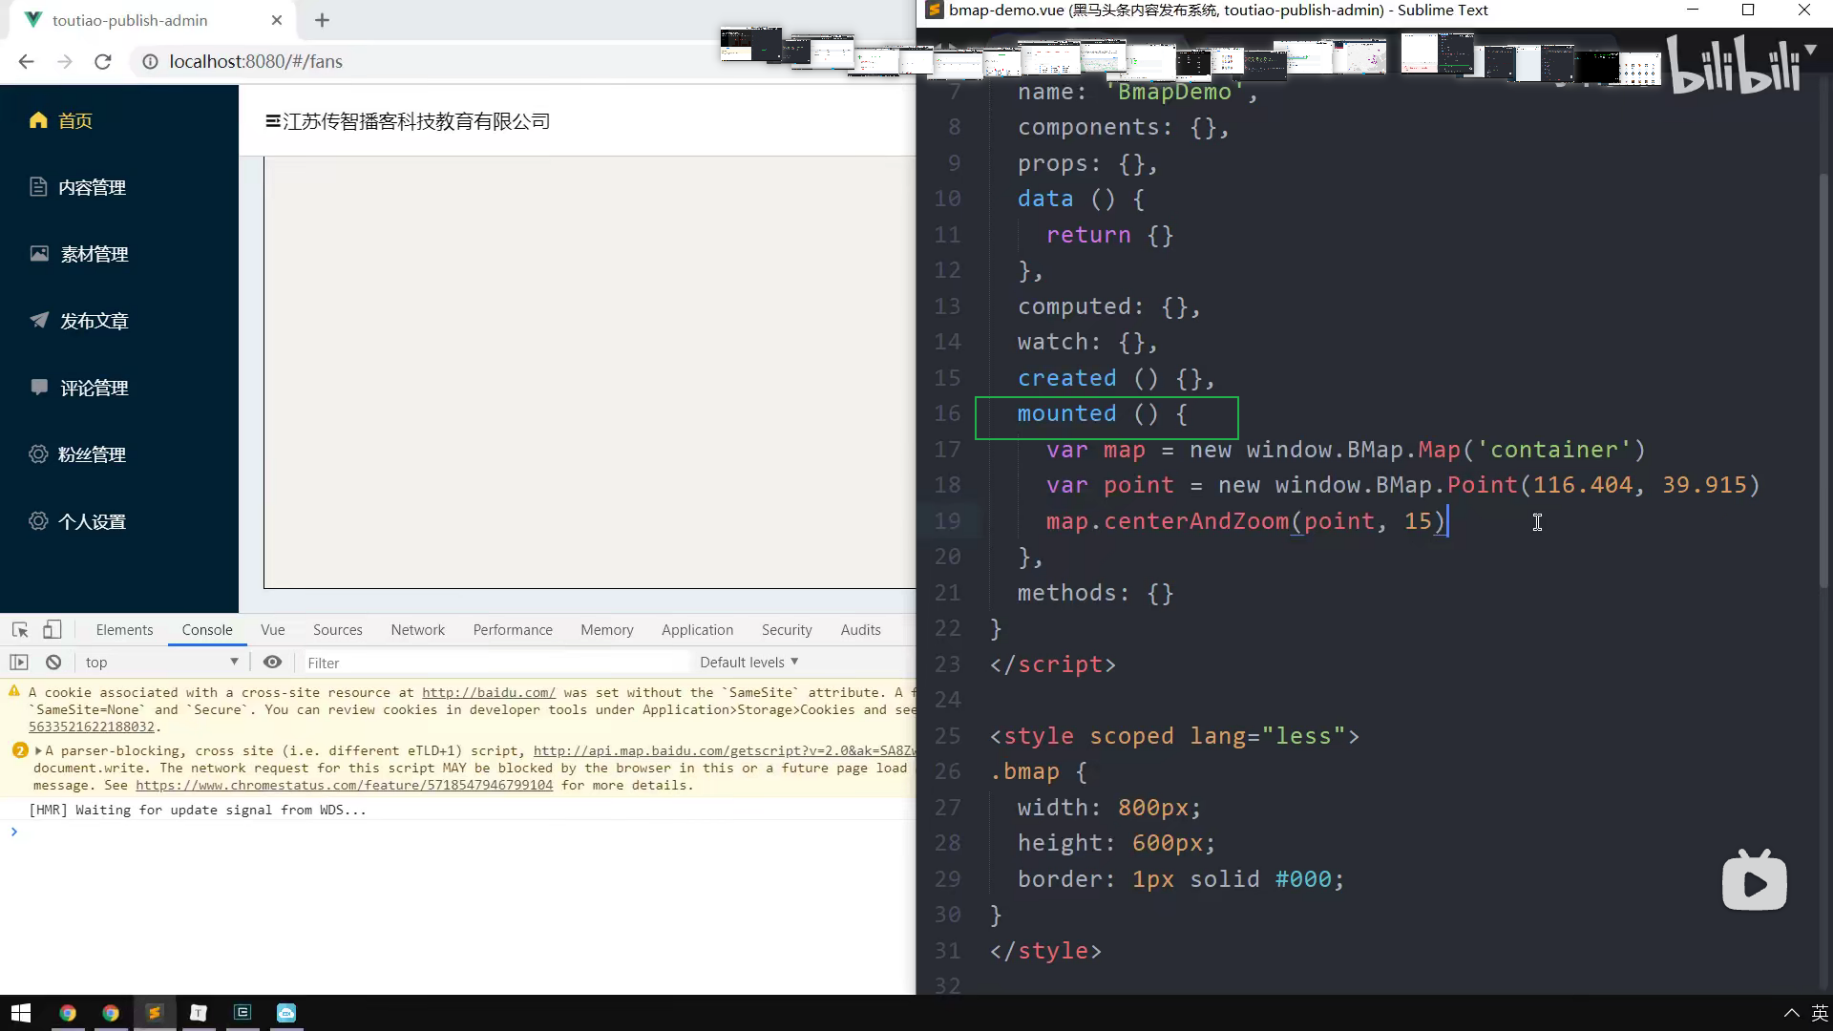 toutiao-publish-admin
localhost:8080/#/fans
首页
内容管理
素材管理
发布文章
评论管理
粉丝管理
个人设置
江苏传智播客科技教育有限公司
Elements Console Vue Sources Network Performance Memory Application Security Audits
top Filter Default levels
A cookie associated with a cross-site resource at http://baidu.com/ was set without the `SameSite` attribute. A f
`SameSite=None` and `Secure`. You can review cookies in developer tools under Application>Storage>Cookies and see
5633521622188032.
2 A parser-blocking, cross site (i.e. different eTLD+1) script, http://api.map.baidu.com/getscript?v=2.0&ak=SA8Zw
document.write. The network request for this script MAY be blocked by the browser in this or a future page load
message. See https://www.chromestatus.com/feature/5718547946799104 for more details.
[HMR] Waiting for update signal from WDS...
bmap-demo.vue (黑马头条内容发布系统, toutiao-publish-admin) - Sublime Text
bilibili
7 name: 'BmapDemo',
8 components: {},
9 props: {},
10 data () {
11 return {}
12 },
13 computed: {},
14 watch: {},
15 created () {},
16 mounted () {
17 var map = new window.BMap.Map('container')
18 var point = new window.BMap.Point(116.404, 39.915)
19 map.centerAndZoom(point, 15)
20 },
21 methods: {}
22 }
23 </script>
24
25 <style scoped lang="less">
26 .bmap {
27 width: 800px;
28 height: 600px;
29 border: 1px solid #000;
30 }
31 </style>
32
英